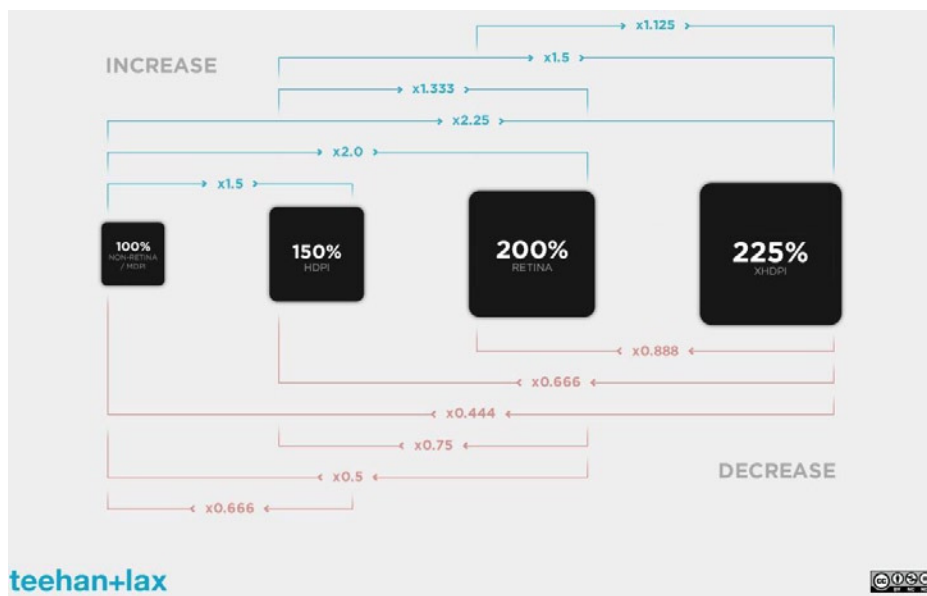 x1.125
INCREASE
x1.5
x1.333
x2.25
x2.0
x1.5
100%
NON-RETINA
/ MDPI
150%
HDPI
200%
RETINA
225%
XHDPI
x0.888
x0.666
x0.444
x0.75
DECREASE
x0.5
x0.666
teehan+lax
cc